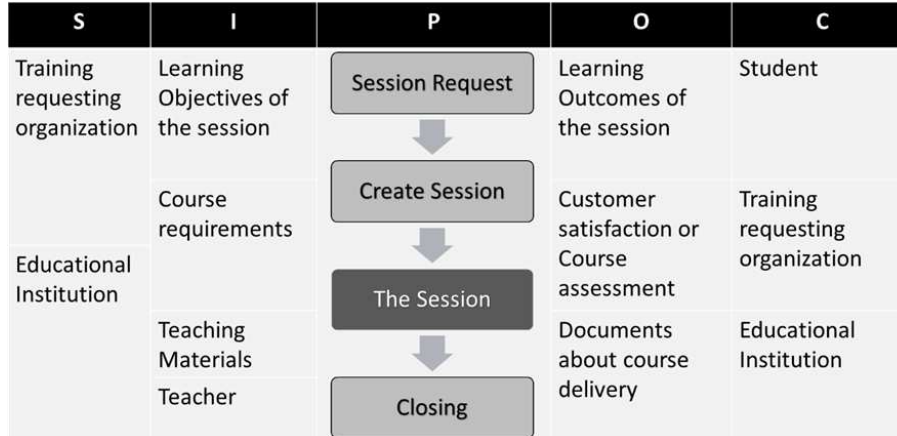 S
I
P
O
C
Training
requesting
organization
Educational
Institution
Learning
Objectives of
the session
Course
requirements
Teaching
Materials
Teacher
Session Request
Create Session
The Session
Closing
Learning
Outcomes of
the session
Customer
satisfaction or
Course
assessment
Documents
about course
delivery
Student
Training
requesting
organization
Educational
Institution